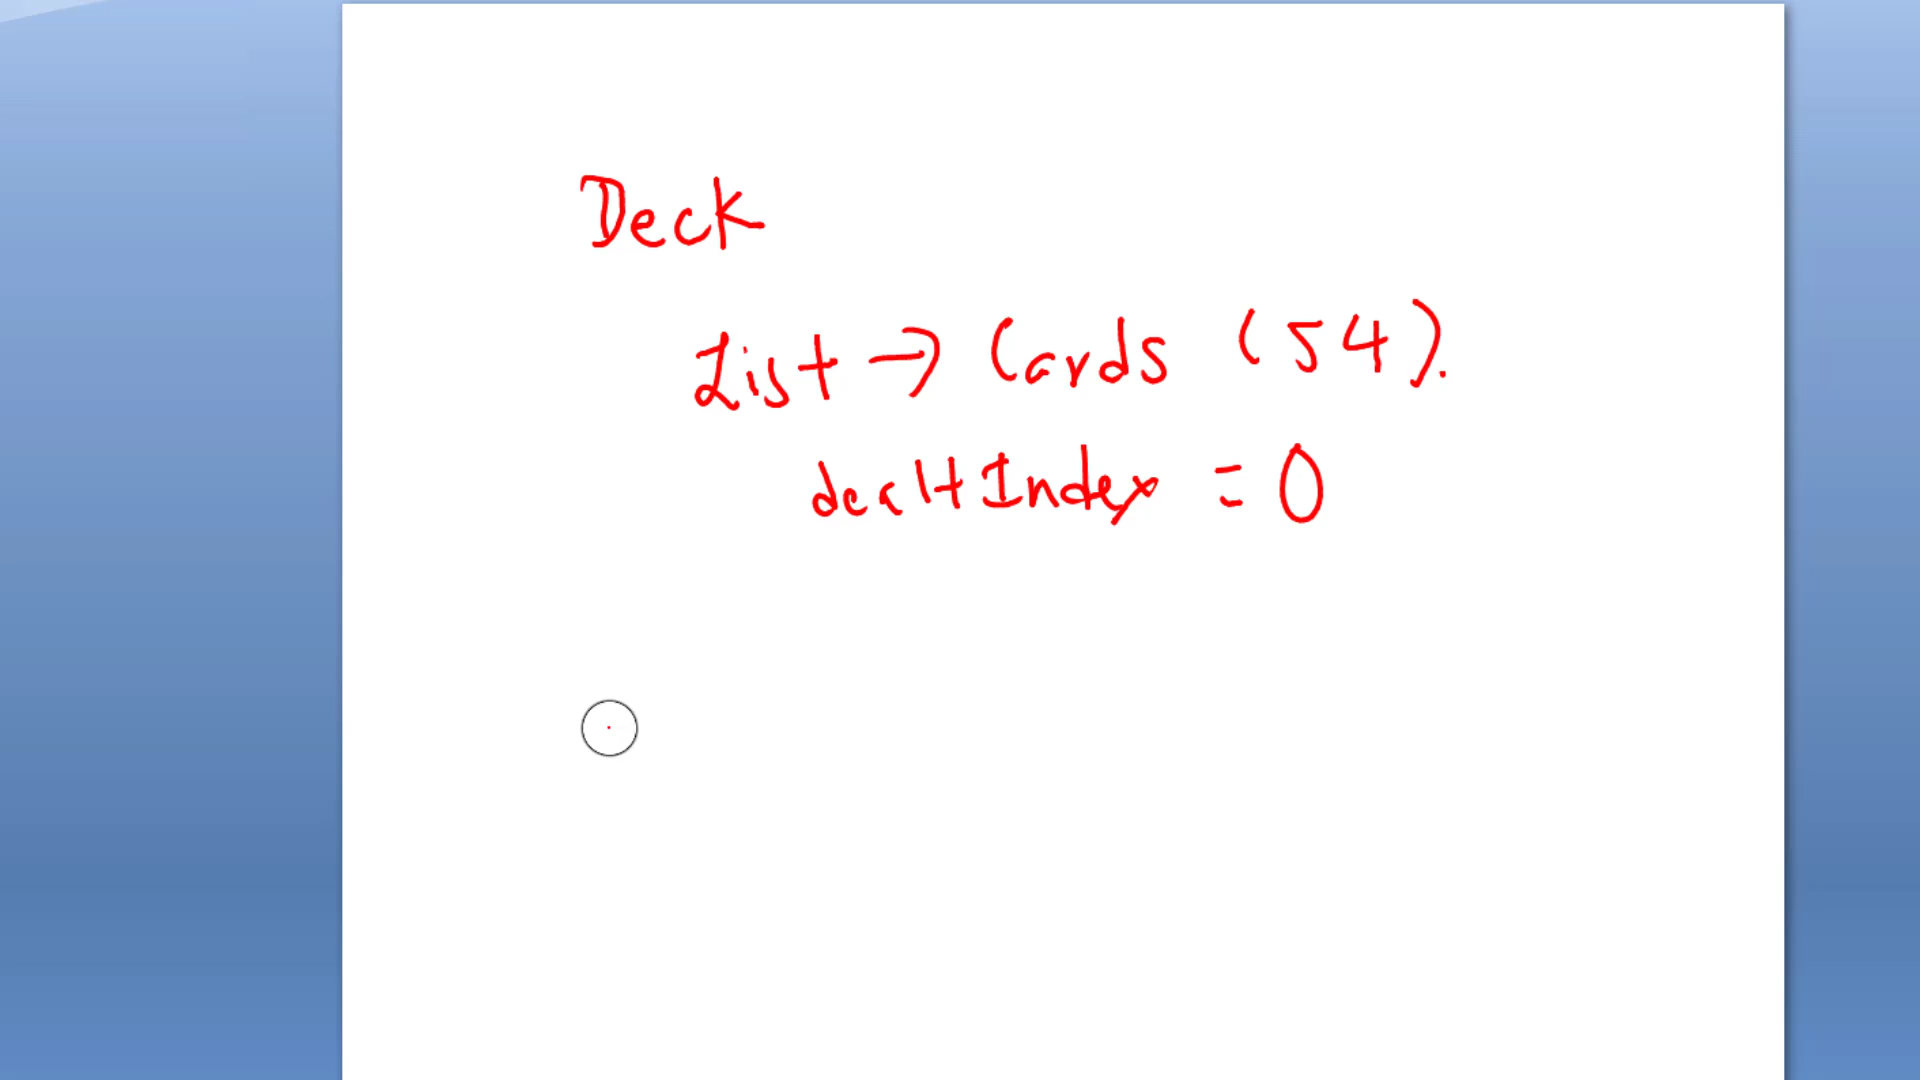 Deck
List → Cards (54).
dealtIndex = 0